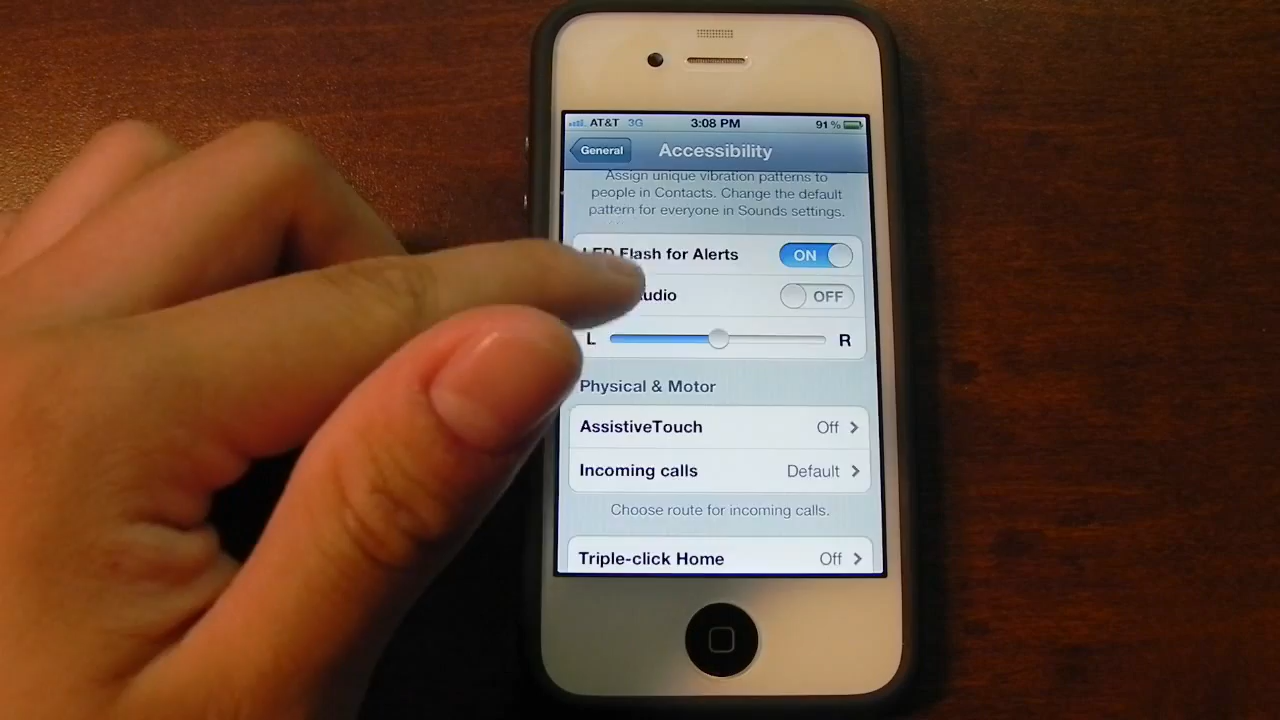 AT&T 3G 3:08 PM 91%
General Accessibility
Assign unique vibration patterns to
people in Contacts. Change the default
pattern for everyone in Sounds settings.
LED Flash for Alerts ON
OFF
L R
Physical & Motor
AssistiveTouch Off
Incoming calls Default
Choose route for incoming calls.
Triple-click Home Off